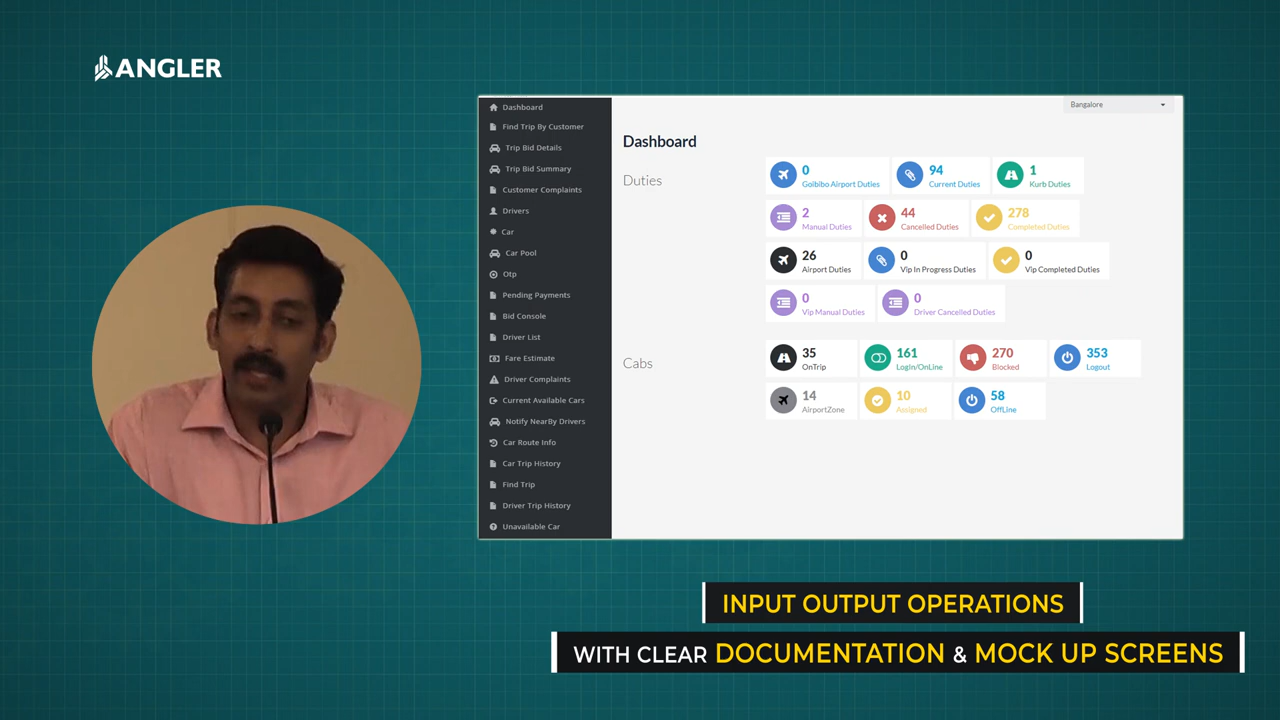 ANGLER
Bangalore
Dashboard
Find Trip By Customer
Trip Bid Details
Trip Bid Summary
Customer Complaints
Drivers
Car
Car Pool
Otp
Pending Payments
Bid Console
Driver List
Fare Estimate
Driver Complaints
Current Available Cars
Notify NearBy Drivers
Car Route Info
Car Trip History
Find Trip
Driver Trip History
Unavailable Car
Dashboard
Duties
0
Goibibo Airport Duties
94
Current Duties
1
Kurb Duties
2
Manual Duties
44
Cancelled Duties
278
Completed Duties
26
Airport Duties
0
Vip In Progress Duties
0
Vip Completed Duties
0
Vip Manual Duties
0
Driver Cancelled Duties
Cabs
35
OnTrip
161
LogIn/OnLine
270
Blocked
353
Logout
14
AirportZone
10
Assigned
58
OffLine
INPUT OUTPUT OPERATIONS
WITH CLEAR DOCUMENTATION & MOCK UP SCREENS